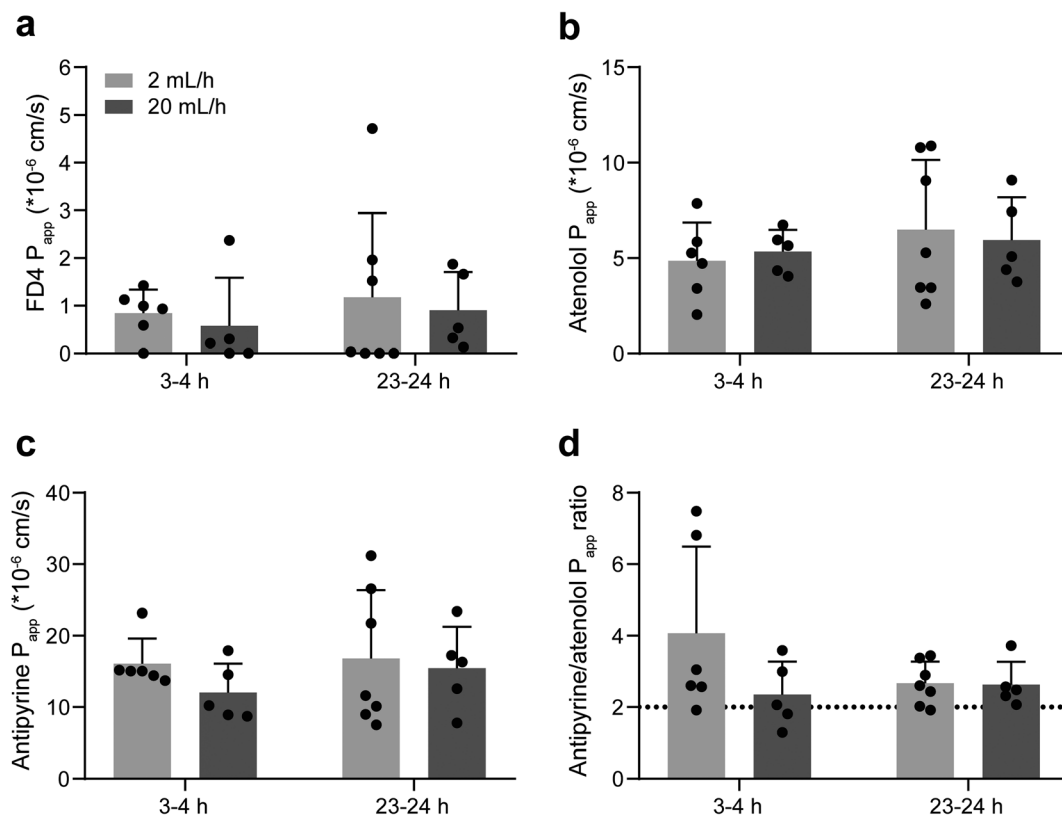 a
FD4 Papp (*10-6 cm/s)
6
5
4
3
2
1
0
2 mL/h
20 mL/h
3-4 h
23-24 h
b
Atenolol Papp (*10-6 cm/s)
15
10
5
0
3-4 h
23-24 h
c
Antipyrine Papp (*10-6 cm/s)
40
30
20
10
0
3-4 h
23-24 h
d
Antipyrine/atenolol Papp ratio
8
6
4
2
0
3-4 h
23-24 h